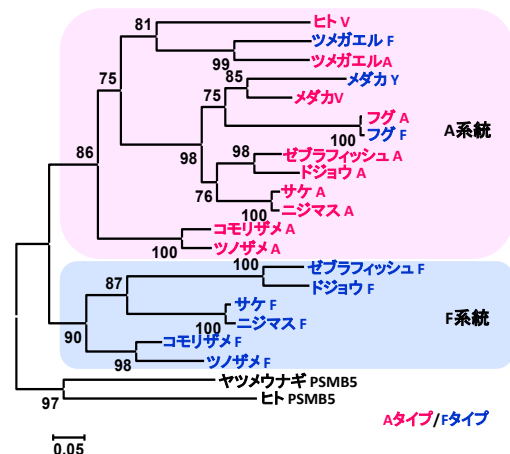 81
ヒト V
ツメガエル F
99
ツメガエル A
75
85
メダカ Y
75
メダカ V
フグ A
100
フグ F
A系統
98
98
ゼブラフィッシュ A
ドジョウ A
86
76
サケ A
100
ニジマス A
コモリザメ A
100
ツノザメ A
100
ゼブラフィッシュ F
87
ドジョウ F
サケ F
100
ニジマス F
F系統
90
コモリザメ F
98
ツノザメ F
ヤツメウナギ PSMB5
97
ヒト PSMB5
Aタイプ/Fタイプ
0.05